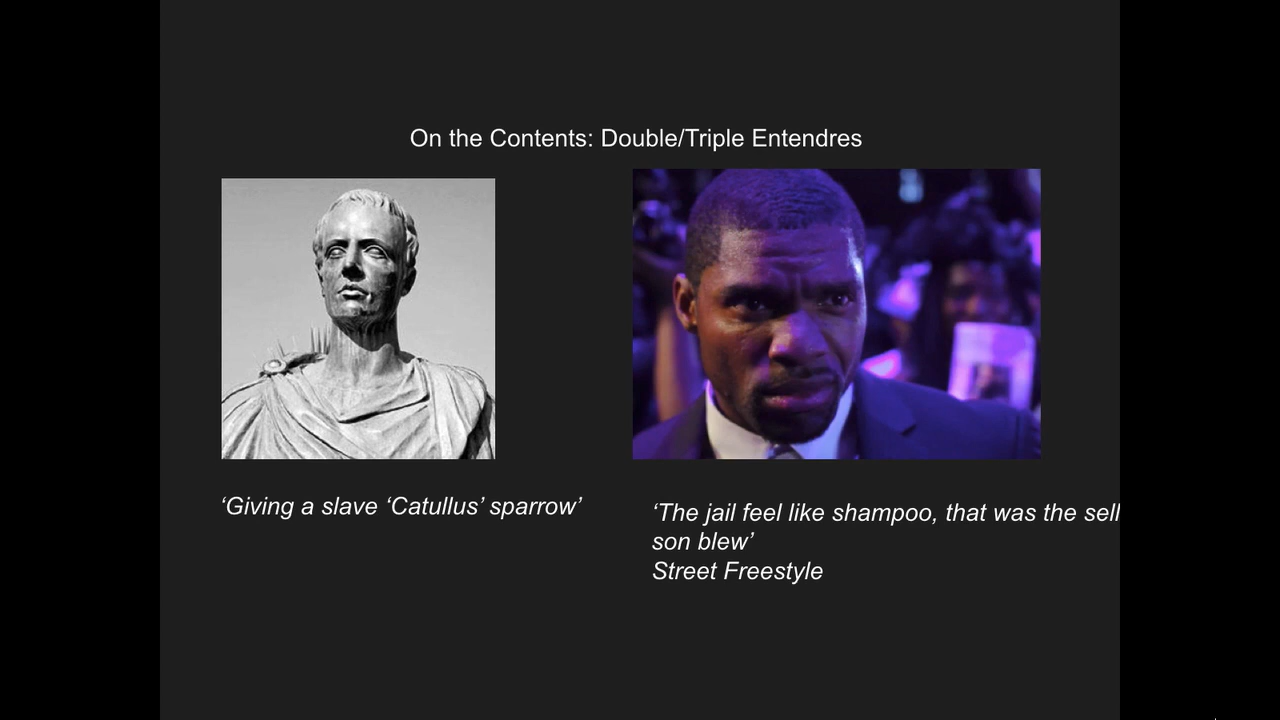 On the Contents: Double/Triple Entendres
‘Giving a slave ‘Catullus’ sparrow’
‘The jail feel like shampoo, that was the sell
son blew’
Street Freestyle